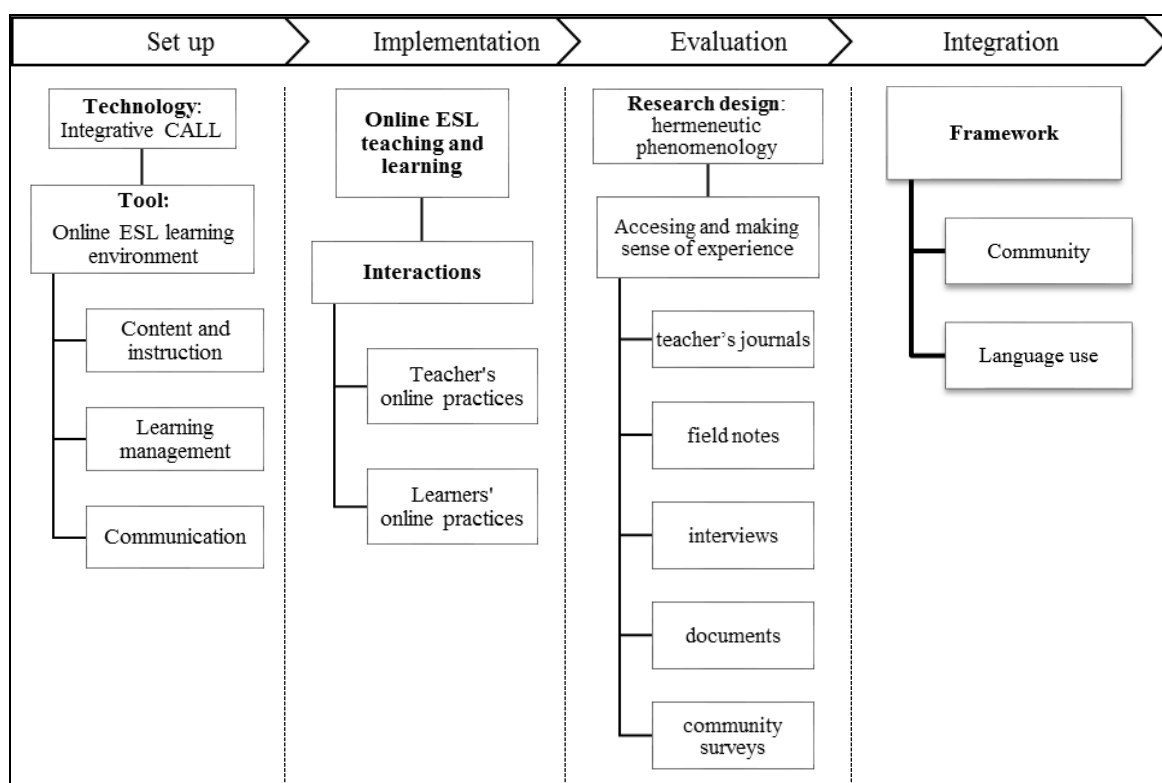 Set up
Implementation
Evaluation
Integration
Technology:
Integrative CALL
Tool:
Online ESL learning
environment
Content and
instruction
Learning
management
Communication
Online ESL
teaching and
learning
Interactions
Teacher's
online practices
Learners'
online practices
Research design:
hermeneutic
phenomenology
Accesing and making
sense of experience
teacher’s journals
field notes
interviews
documents
community
surveys
Framework
Community
Language use